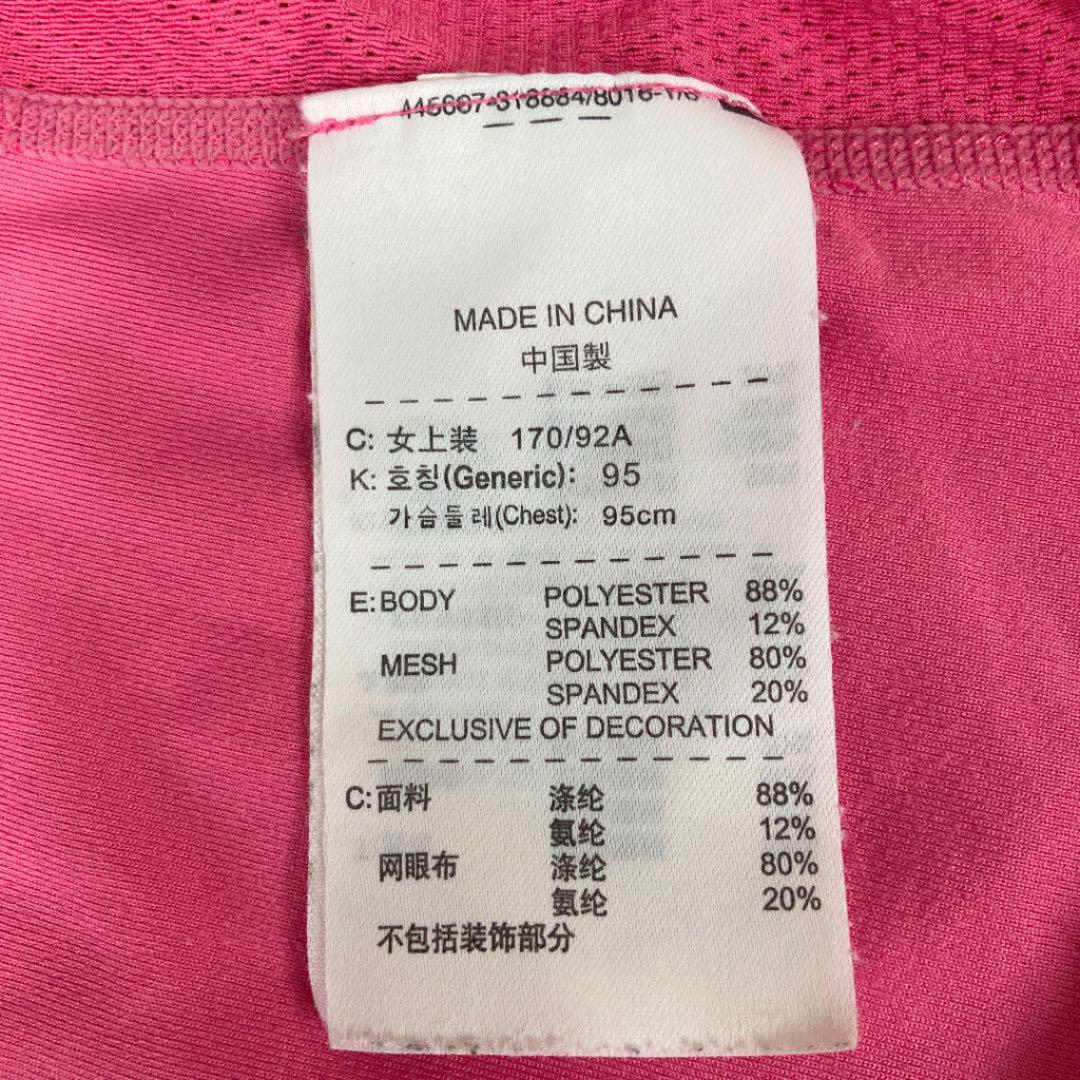 MADE IN CHINA
中国製
C: 女上装 170/92A
K: 호칭(Generic): 95
가슴둘레(Chest): 95cm
E: BODY POLYESTER 88%
SPANDEX 12%
MESH POLYESTER 80%
SPANDEX 20%
EXCLUSIVE OF DECORATION
C: 面料 涤纶 88%
氨纶 12%
网眼布 涤纶 80%
氨纶 20%
不包括装饰部分